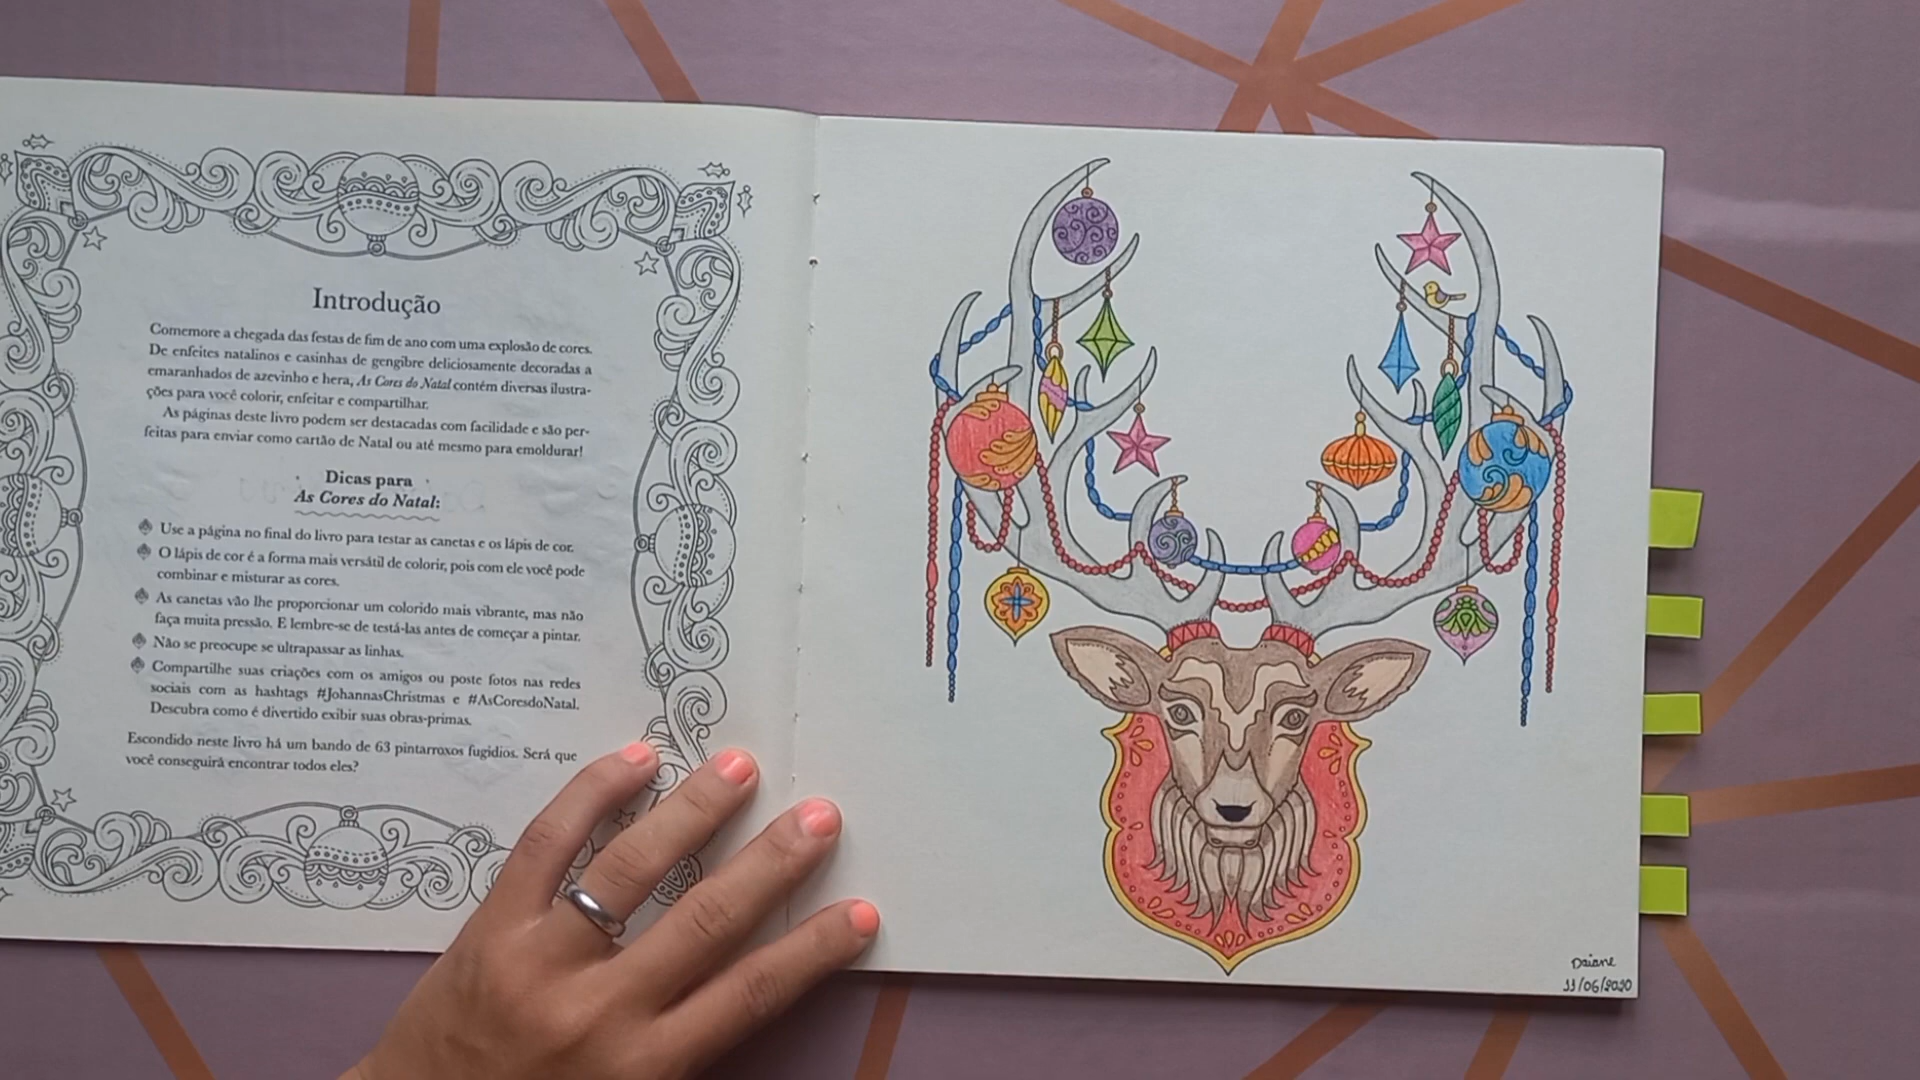 Introdução
Comemore a chegada das festas de fim de ano com uma explosão de cores.
De enfeites natalinos e casinhas de gengibre deliciosamente decoradas a
emaranhados de azevinho e hera, As Cores do Natal contém diversas ilustra-
ções para você colorir, enfeitar e compartilhar.
As páginas deste livro podem ser destacadas com facilidade e são per-
feitas para enviar como cartão de Natal ou até mesmo para emoldurar!
Dicas para
As Cores do Natal:
Use a página no final do livro para testar as canetas e os lápis de cor.
O lápis de cor é a forma mais versátil de colorir, pois com ele você pode
combinar e misturar as cores.
As canetas vão lhe proporcionar um colorido mais vibrante, mas não
faça muita pressão. E lembre-se de testá-las antes de começar a pintar.
Não se preocupe se ultrapassar as linhas.
Compartilhe suas criações com os amigos ou poste fotos nas redes
sociais com as hashtags #JohannasChristmas e #AsCoresdoNatal.
Descubra como é divertido exibir suas obras-primas.
Escondido neste livro há um bando de 63 pintarroxos fugidios. Será que
você conseguirá encontrar todos eles?
Daiane
11/06/2020